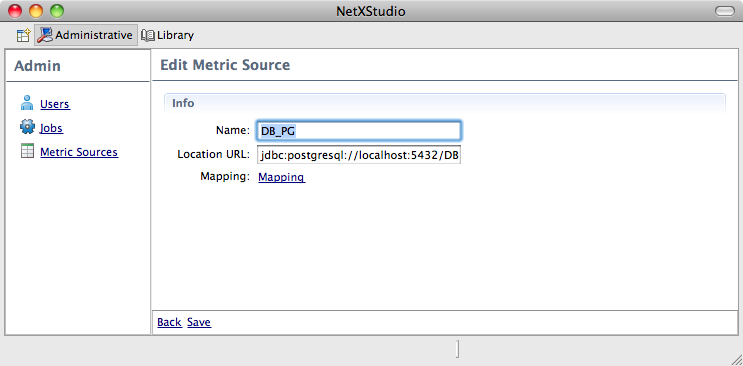 NetXStudio
Administrative Library
Admin
Users
Jobs
Metric Sources
Edit Metric Source
Info
Name: DB_PG
Location URL: jdbc:postgresql://localhost:5432/DB
Mapping: Mapping
Back Save